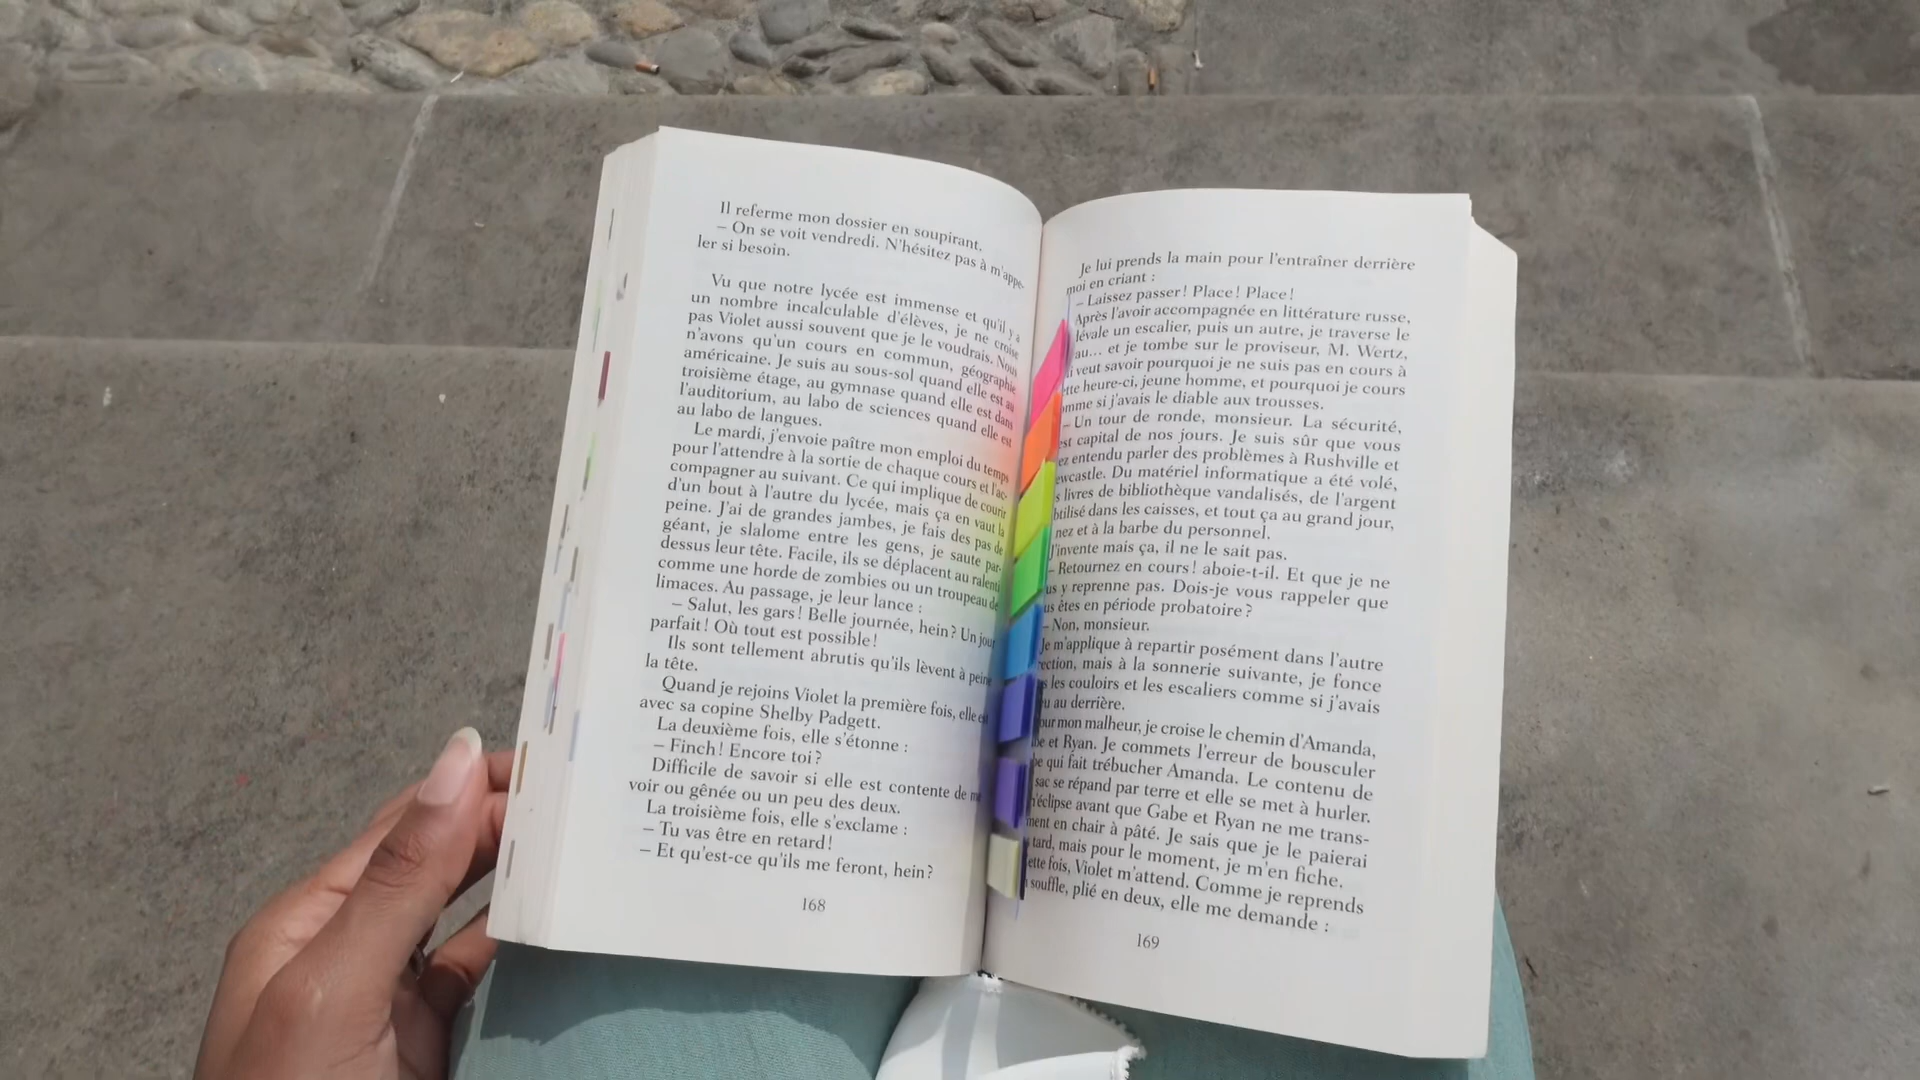 Il referme mon dossier en soupirant.
– On se voit vendredi. N'hésitez pas à m'appe-
ler si besoin.
Vu que notre lycée est immense et qu'il y a
un nombre incalculable d'élèves, je ne croise
pas Violet aussi souvent que je le voudrais. Nous
n'avons qu'un cours en commun, géographie
américaine. Je suis au sous-sol quand elle est au
troisième étage, au gymnase quand elle est dans
l'auditorium, au labo de sciences quand elle est
au labo de langues.
Le mardi, j'envoie paître mon emploi du temps
pour l'attendre à la sortie de chaque cours et l'ac-
compagner au suivant. Ce qui implique de courir
d'un bout à l'autre du lycée, mais ça en vaut la
peine. J'ai de grandes jambes, je fais des pas de
géant, je slalome entre les gens, je saute par-
dessus leur tête. Facile, ils se déplacent au ralenti
comme une horde de zombies ou un troupeau de
limaces. Au passage, je leur lance :
– Salut, les gars ! Belle journée, hein ? Un jour
parfait ! Où tout est possible !
Ils sont tellement abrutis qu'ils lèvent à peine
la tête.
Quand je rejoins Violet la première fois, elle est
avec sa copine Shelby Padgett.
La deuxième fois, elle s'étonne :
– Finch ! Encore toi ?
Difficile de savoir si elle est contente de me
voir ou gênée ou un peu des deux.
La troisième fois, elle s'exclame :
– Tu vas être en retard !
– Et qu'est-ce qu'ils me feront, hein ?
168
Je lui prends la main pour l'entraîner derrière
moi en criant :
– Laissez passer ! Place ! Place !
Après l'avoir accompagnée en littérature russe,
dévale un escalier, puis un autre, je traverse le
au... et je tombe sur le proviseur, M. Wertz,
veut savoir pourquoi je ne suis pas en cours à
heure-ci, jeune homme, et pourquoi je cours
comme si j'avais le diable aux trousses.
– Un tour de ronde, monsieur. La sécurité,
est capital de nos jours. Je suis sûr que vous
entendu parler des problèmes à Rushville et
Du matériel informatique a été volé,
livres de bibliothèque vandalisés, de l'argent
dans les caisses, et tout ça au grand jour,
nez et à la barbe du personnel.
J'invente mais ça, il ne le sait pas.
– Retournez en cours ! aboie-t-il. Et que je ne
y reprenne pas. Dois-je vous rappeler que
êtes en période probatoire ?
– Non, monsieur.
Je m'applique à repartir posément dans l'autre
mais à la sonnerie suivante, je fonce
les couloirs et les escaliers comme si j'avais
au derrière.
Pour mon malheur, je croise le chemin d'Amanda,
et Ryan. Je commets l'erreur de bousculer
qui fait trébucher Amanda. Le contenu de
sac se répand par terre et elle se met à hurler.
m'éclipse avant que Gabe et Ryan ne me trans-
en chair à pâté. Je sais que je le paierai
tard, mais pour le moment, je m'en fiche.
fois, Violet m'attend. Comme je reprends
souffle, plié en deux, elle me demande :
169